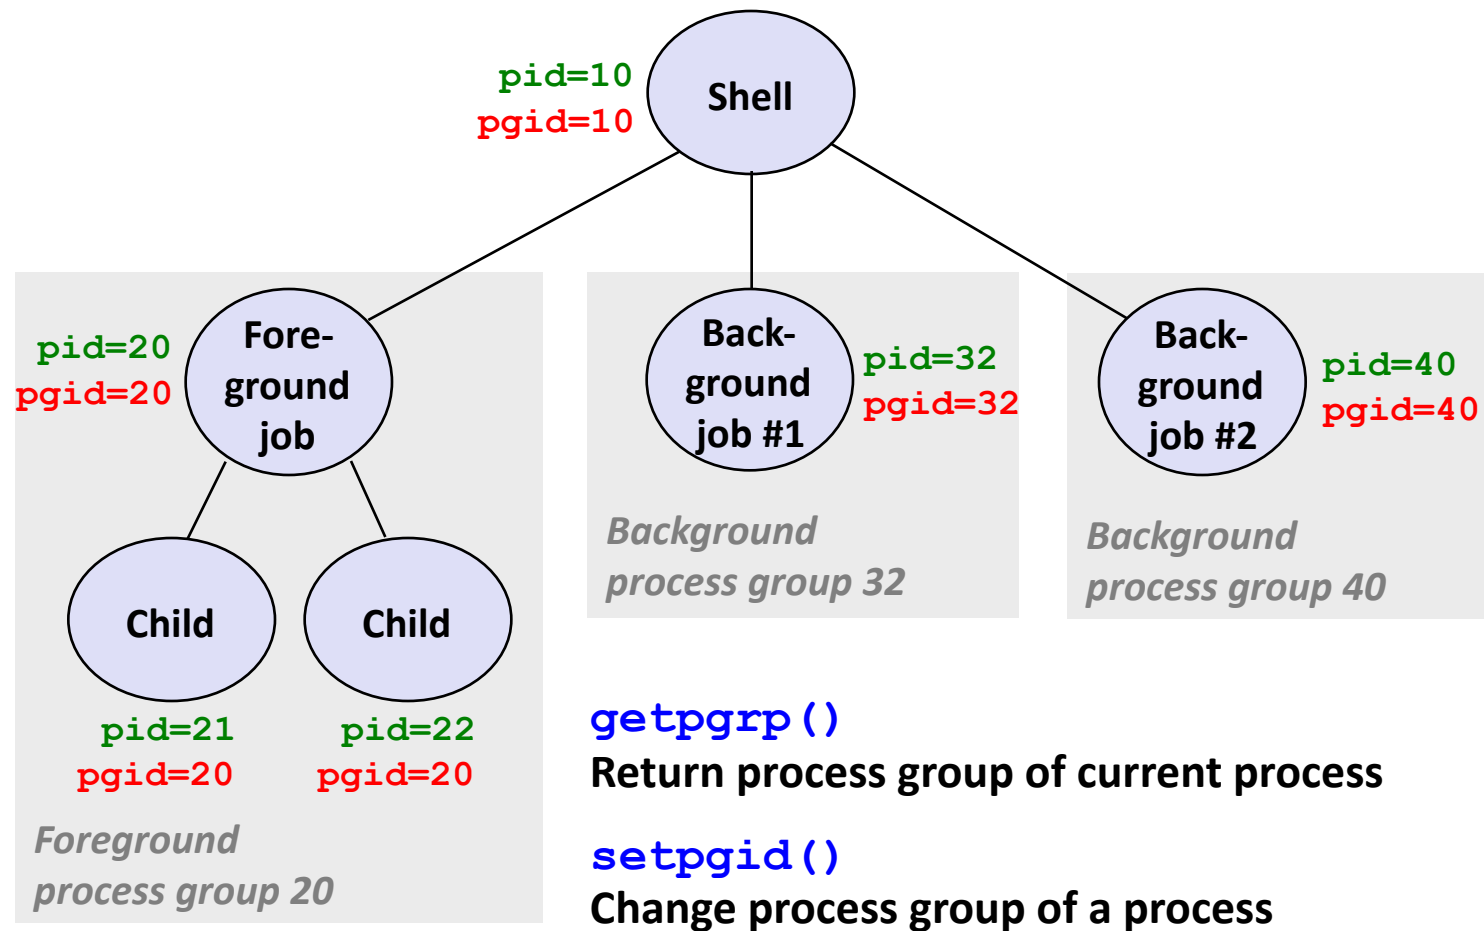 pid=10
pgid=10
Shell
pid=20
pgid=20
Fore-
ground
job
Back-
ground
job #1
pid=32
pgid=32
Back-
ground
job #2
pid=40
pgid=40
Background
process group 32
Background
process group 40
Child
Child
pid=21
pgid=20
pid=22
pgid=20
Foreground
process group 20
getpgrp()
Return process group of current process
setpgid()
Change process group of a process